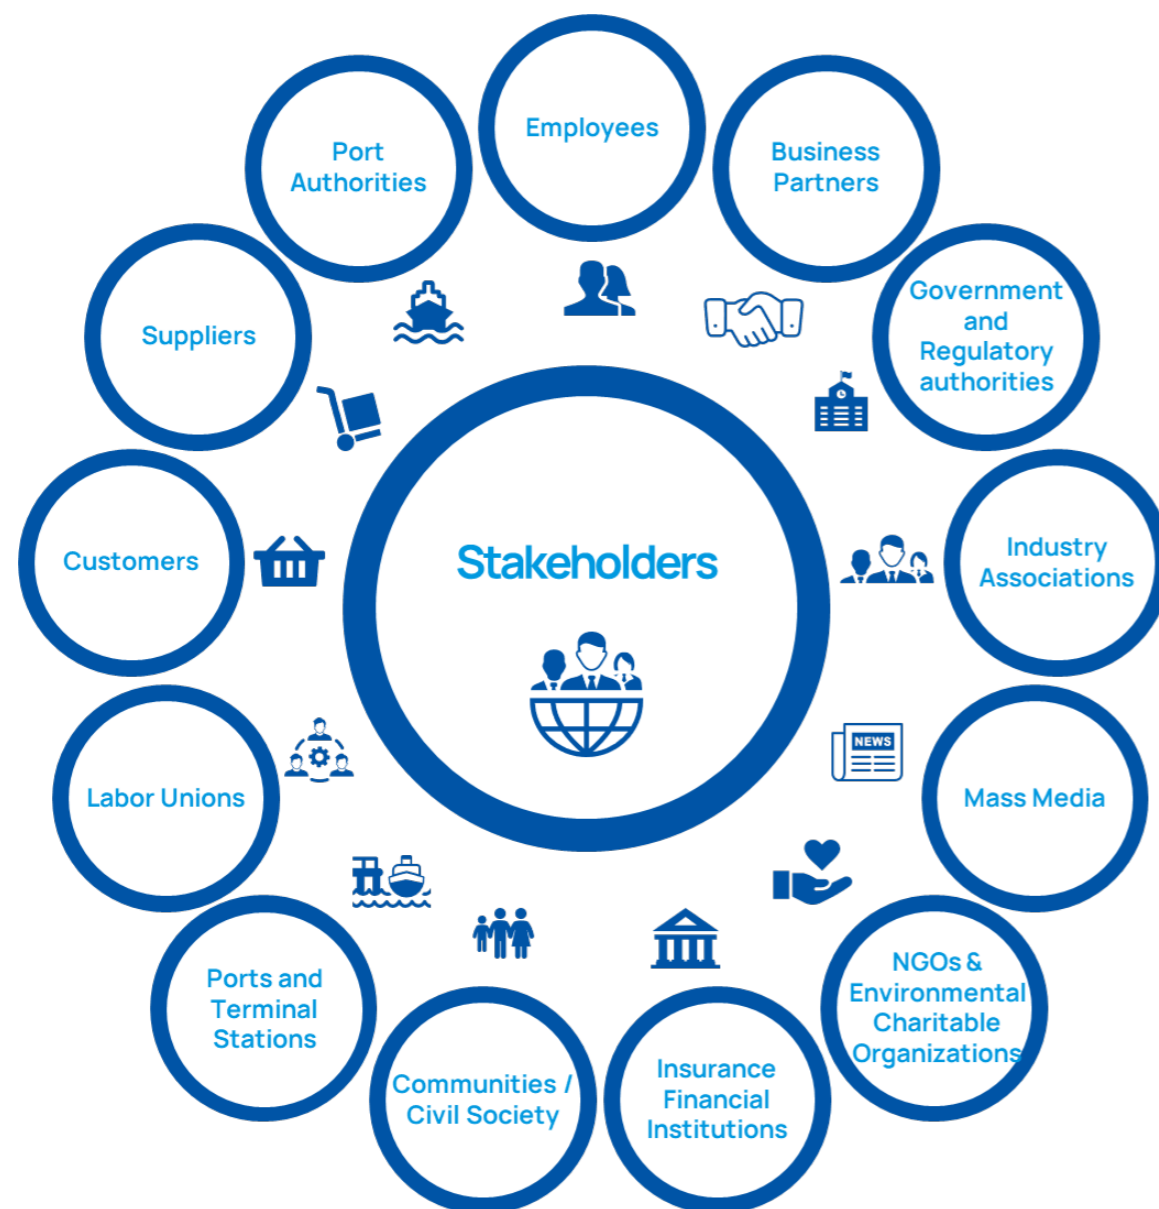 Employees
Port
Authorities
Business
Partners
Suppliers
Government
and
Regulatory
authorities
Customers
Stakeholders
Industry
Associations
NEWS
Labor Unions
Mass Media
Ports and
Terminal
Stations
NGOs &
Environmental
Charitable
Organizations
Communities /
Civil Society
Insurance
Financial
Institutions